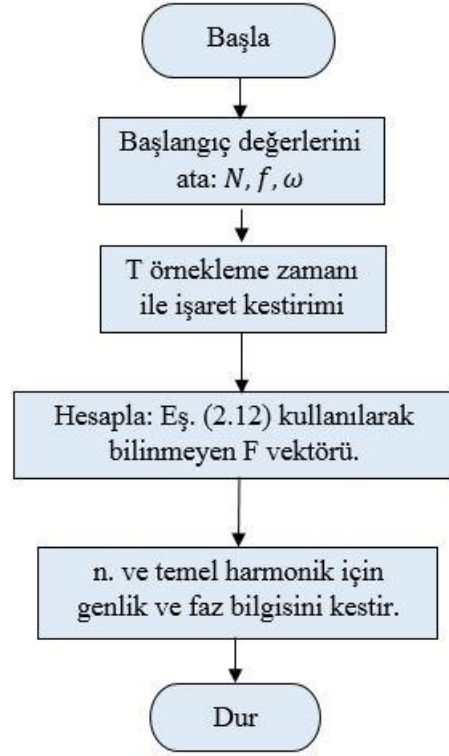 Başla
Başlangıç değerlerini
ata: N, f, ω
T örnekleme zamanı
ile işaret kestirimi
Hesapla: Eş. (2.12) kullanılarak
bilinmeyen F vektörü.
n. ve temel harmonik için
genlik ve faz bilgisini kestir.
Dur